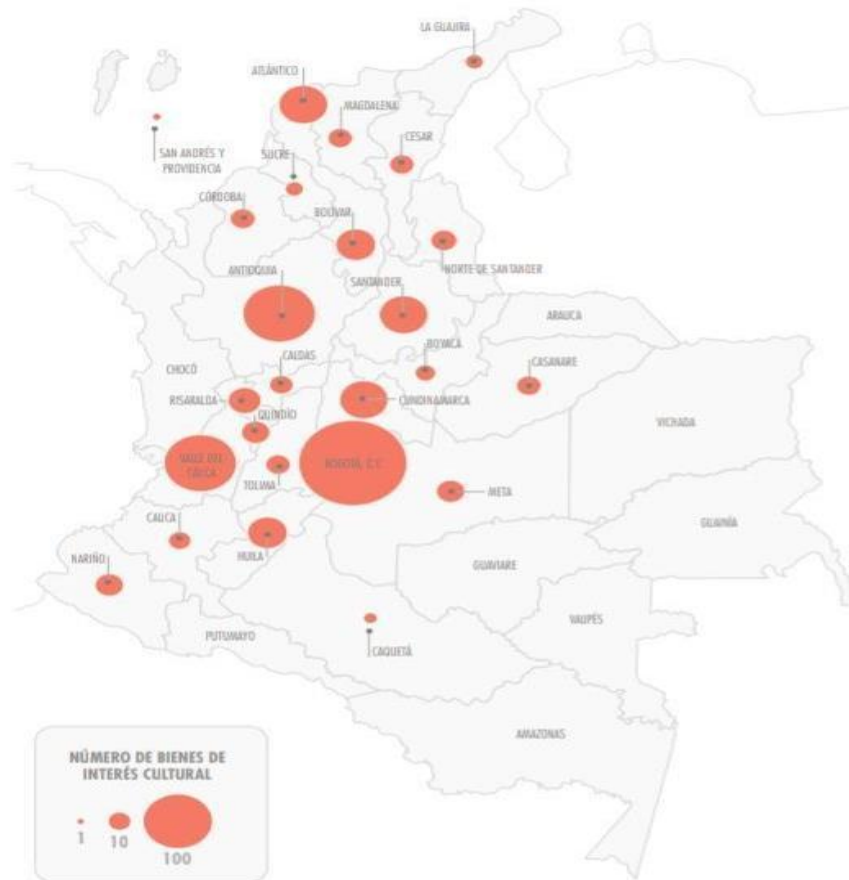 LA GUAJIRA
ATLÁNTICO
MAGDALENA
CESAR
SAN ANDRÉS Y
PROVIDENCIA
SUCRE
CÓRDOBA
BOLÍVAR
NORTE DE SANTANDER
ANTIOQUIA
SANTANDER
ARAUCA
BOYACÁ
CALDAS
CASANARE
CHOCÓ
RISARALDA
CUNDINAMARCA
QUINDÍO
VICHADA
VALLE DEL
CAUCA
BOGOTÁ, D.C.
TOLIMA
META
CAUCA
GUAINÍA
HUILA
NARIÑO
GUAVIARE
VAUPÉS
PUTUMAYO
CAQUETÁ
AMAZONAS
NÚMERO DE BIENES DE
INTERÉS CULTURAL
1
10
100